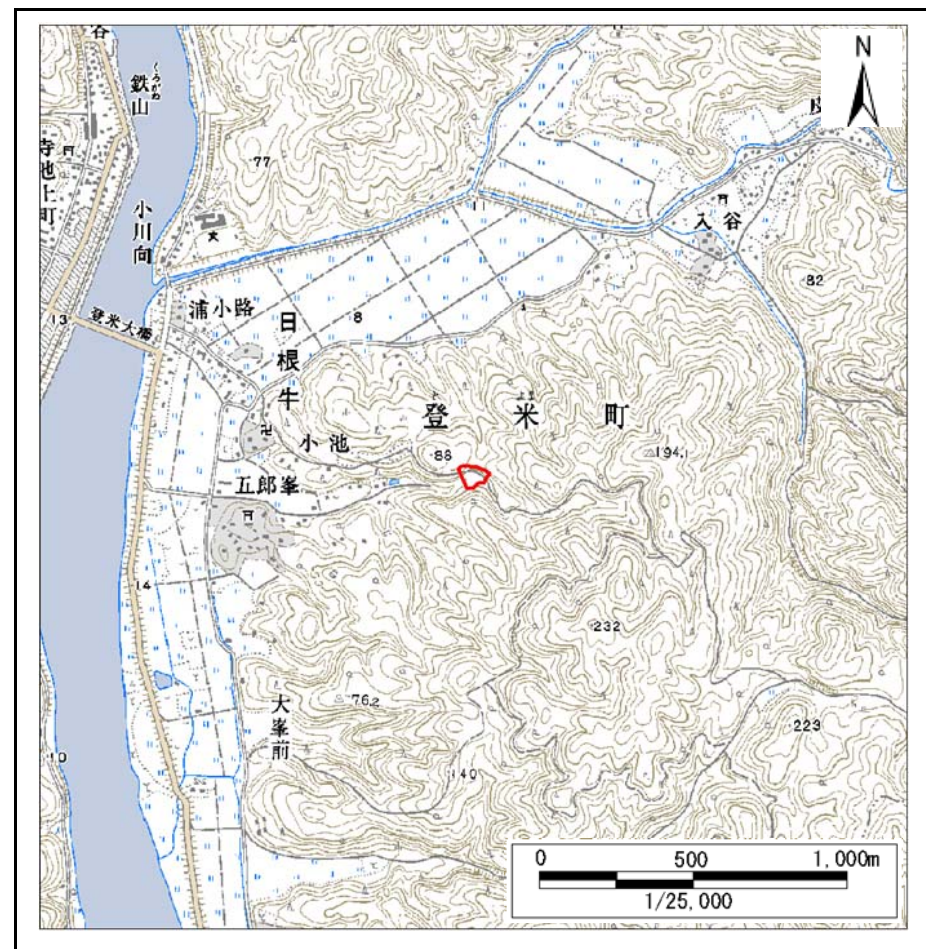 谷
くろがね
鉄山
寺池上町
小川向
77
11
N
入谷
82
浦小路
日根牛
8
13
登米大橋
と よま
登米町
小池
88
194.1
五郎峯
14
232
76.2
大峯前
223
140
10
0 500 1,000m
1/25,000